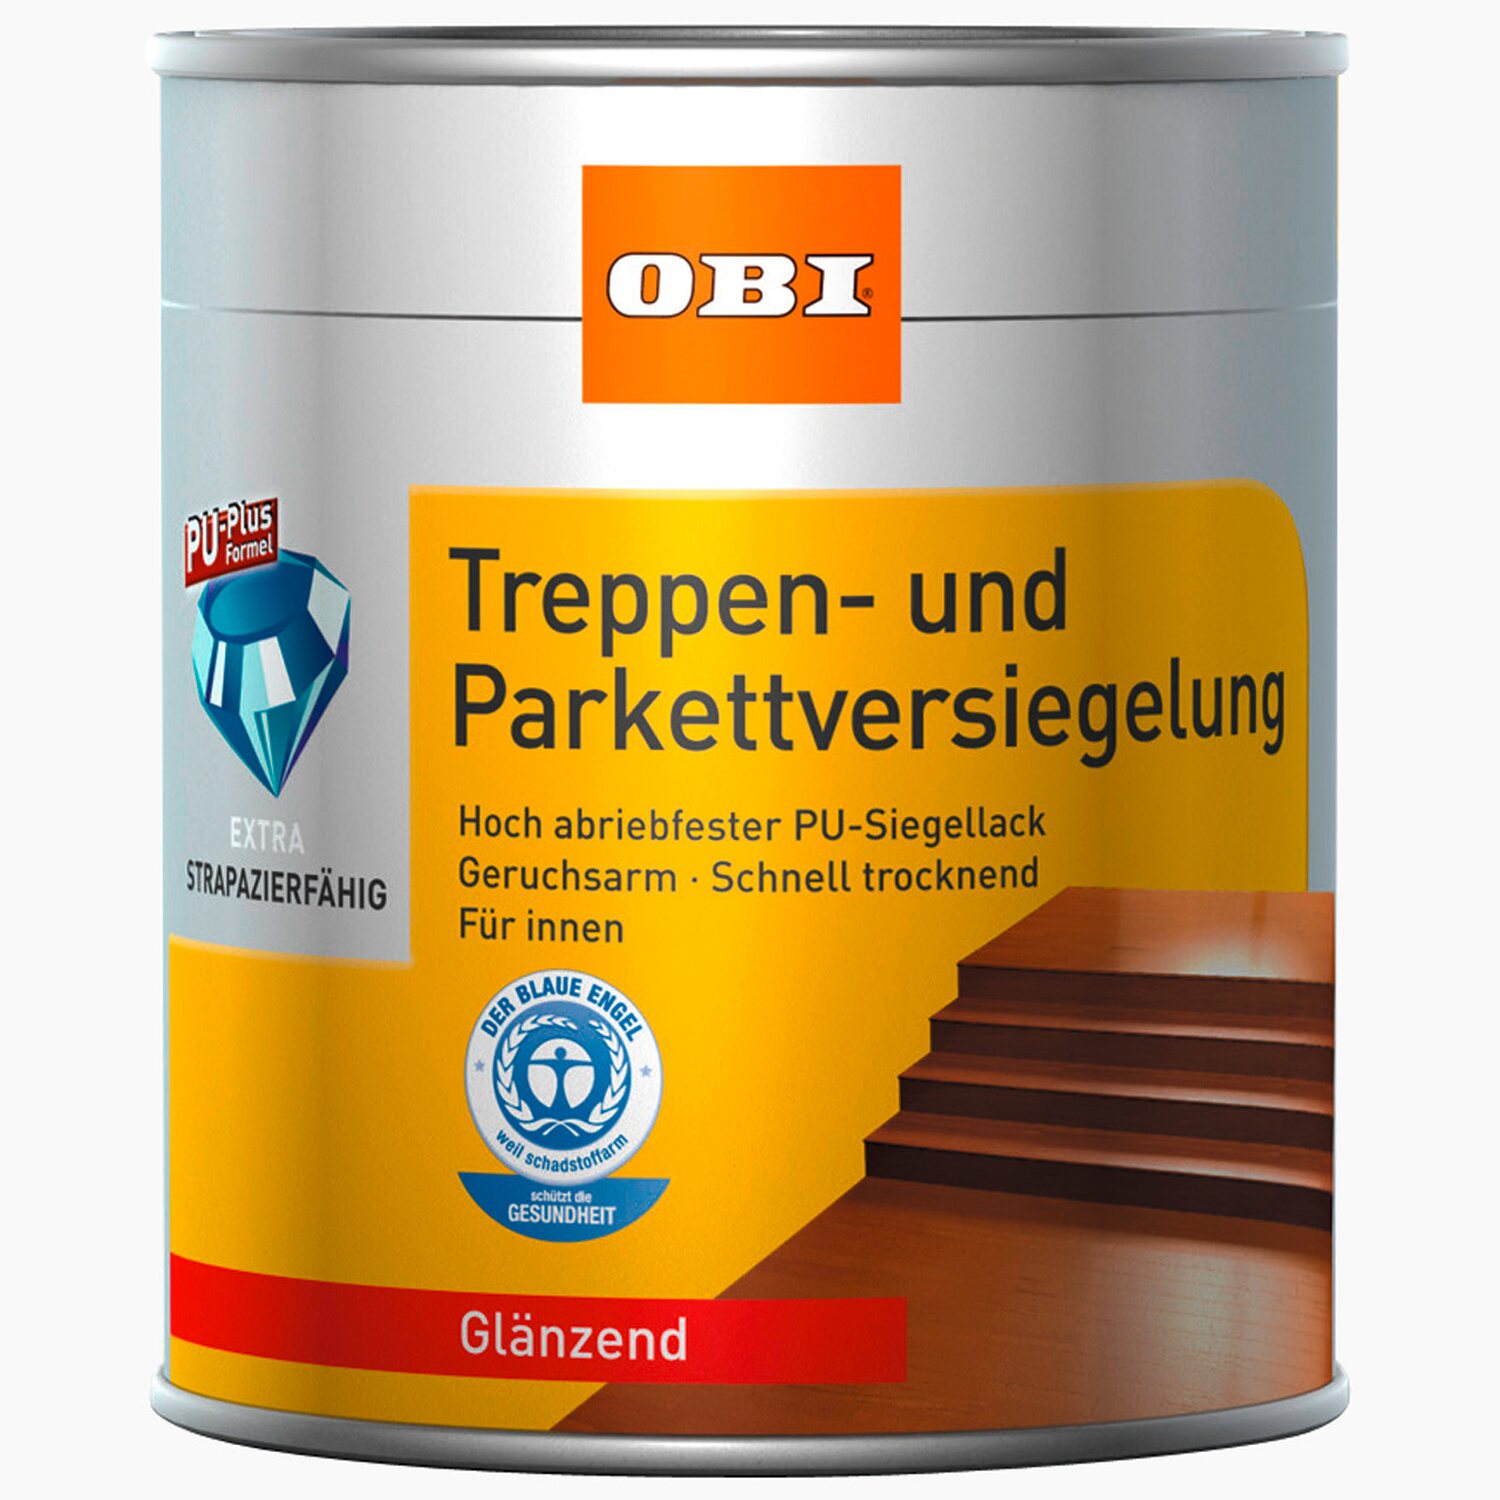 OBI®
PU-Plus
Formel
EXTRA
STRAPAZIERFÄHIG
Treppen- und
Parkettversiegelung
Hoch abriebfester PU-Siegellack
Geruchsarm · Schnell trocknend
Für innen
DER BLAUE ENGEL
weil schadstoffarm
schützt die
GESUNDHEIT
Glänzend